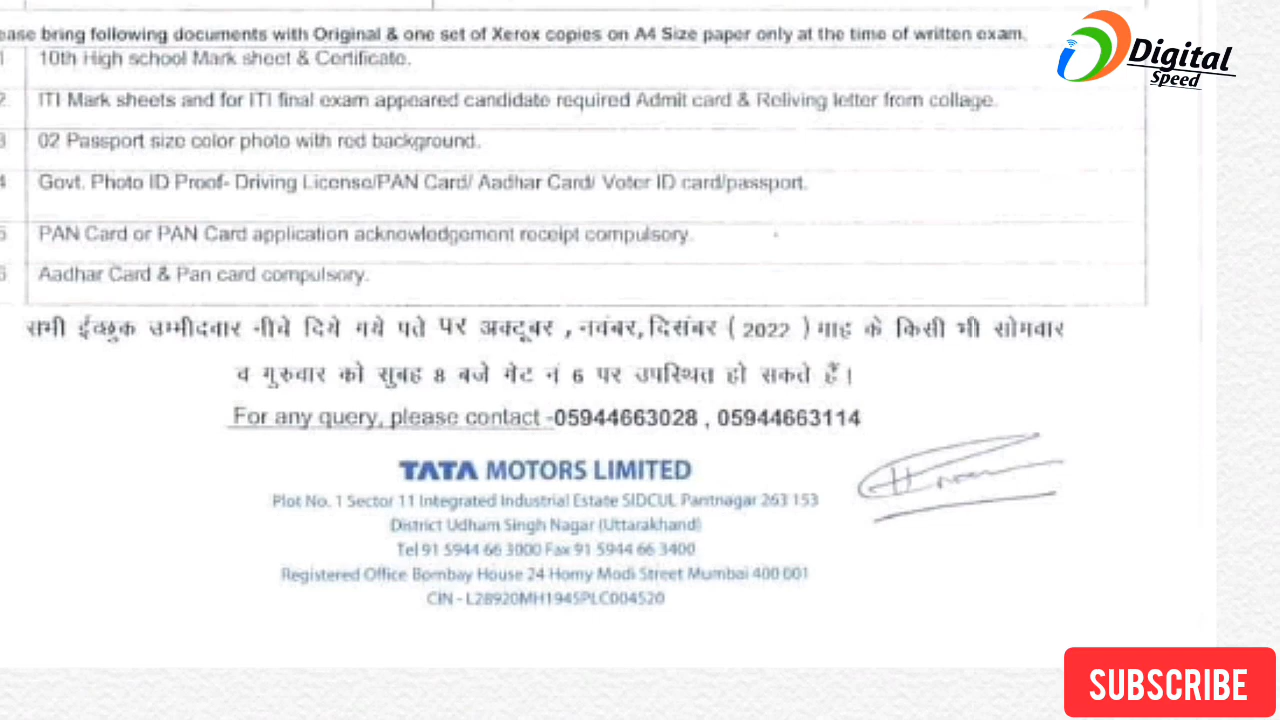 ease bring following documents with Original & one set of Xerox copies on A4 Size paper only at the time of written exam.
Digital
Speed
1 10th High school Mark sheet & Certificate.
2 ITI Mark sheets and for ITI final exam appeared candidate required Admit card & Reliving letter from collage.
3 02 Passport size color photo with red background.
4 Govt. Photo ID Proof- Driving License/PAN Card/ Aadhar Card/ Voter ID card/passport.
5 PAN Card or PAN Card application acknowledgement receipt compulsory.
6 Aadhar Card & Pan card compulsory.
सभी ईच्छुक उम्मीदवार नीचे दिये गये पते पर अक्टूबर , नवंबर, दिसंबर ( 2022 ) माह के किसी भी सोमवार
व गुरुवार को सुबह 8 बजे गेट नं 6 पर उपस्थित हो सकते हैं।
For any query, please contact -05944663028 , 05944663114
TATA MOTORS LIMITED
Plot No. 1 Sector 11 Integrated Industrial Estate SIDCUL Pantnagar 263 153
District Udham Singh Nagar (Uttarakhand)
Tel 91 5944 66 3000 Fax 91 5944 66 3400
Registered Office Bombay House 24 Homy Modi Street Mumbai 400 001
CIN - L28920MH1945PLC004520
SUBSCRIBE